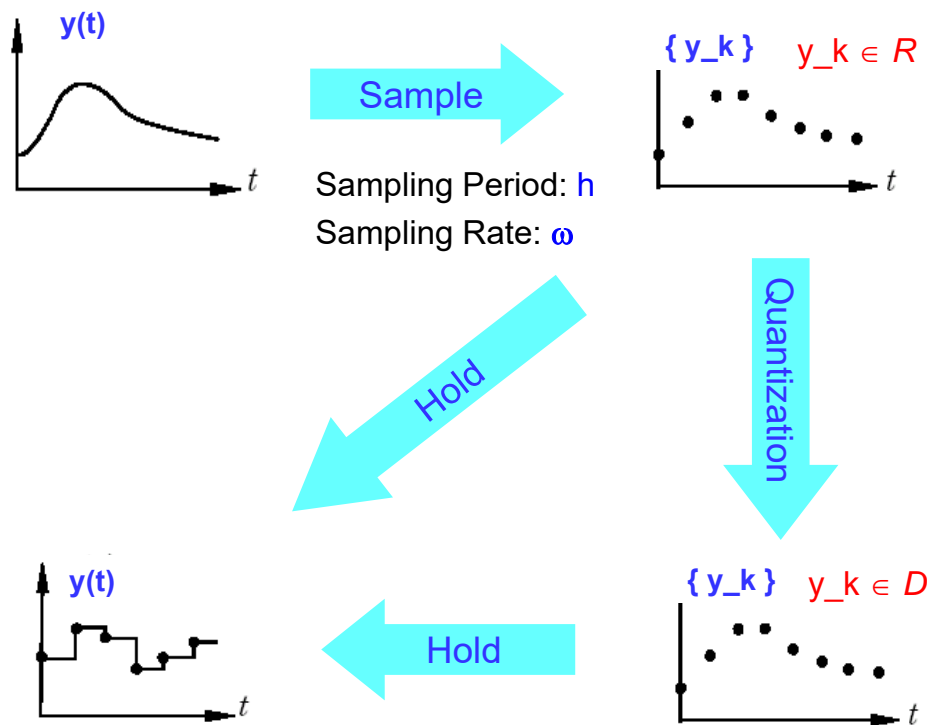 y(t)
t
Sample
{ y_k } y_k ∈ R
t
Sampling Period: h
Sampling Rate: ω
Hold
Quantization
y(t)
t
Hold
{ y_k } y_k ∈ D
t